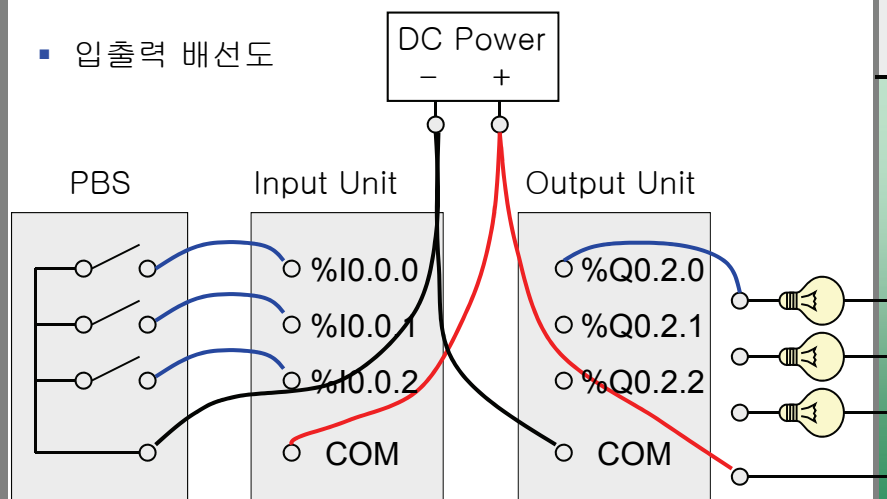 입출력 배선도
DC Power
− +
PBS
Input Unit
Output Unit
%I0.0.0
%I0.0.1
%I0.0.2
COM
%Q0.2.0
%Q0.2.1
%Q0.2.2
COM